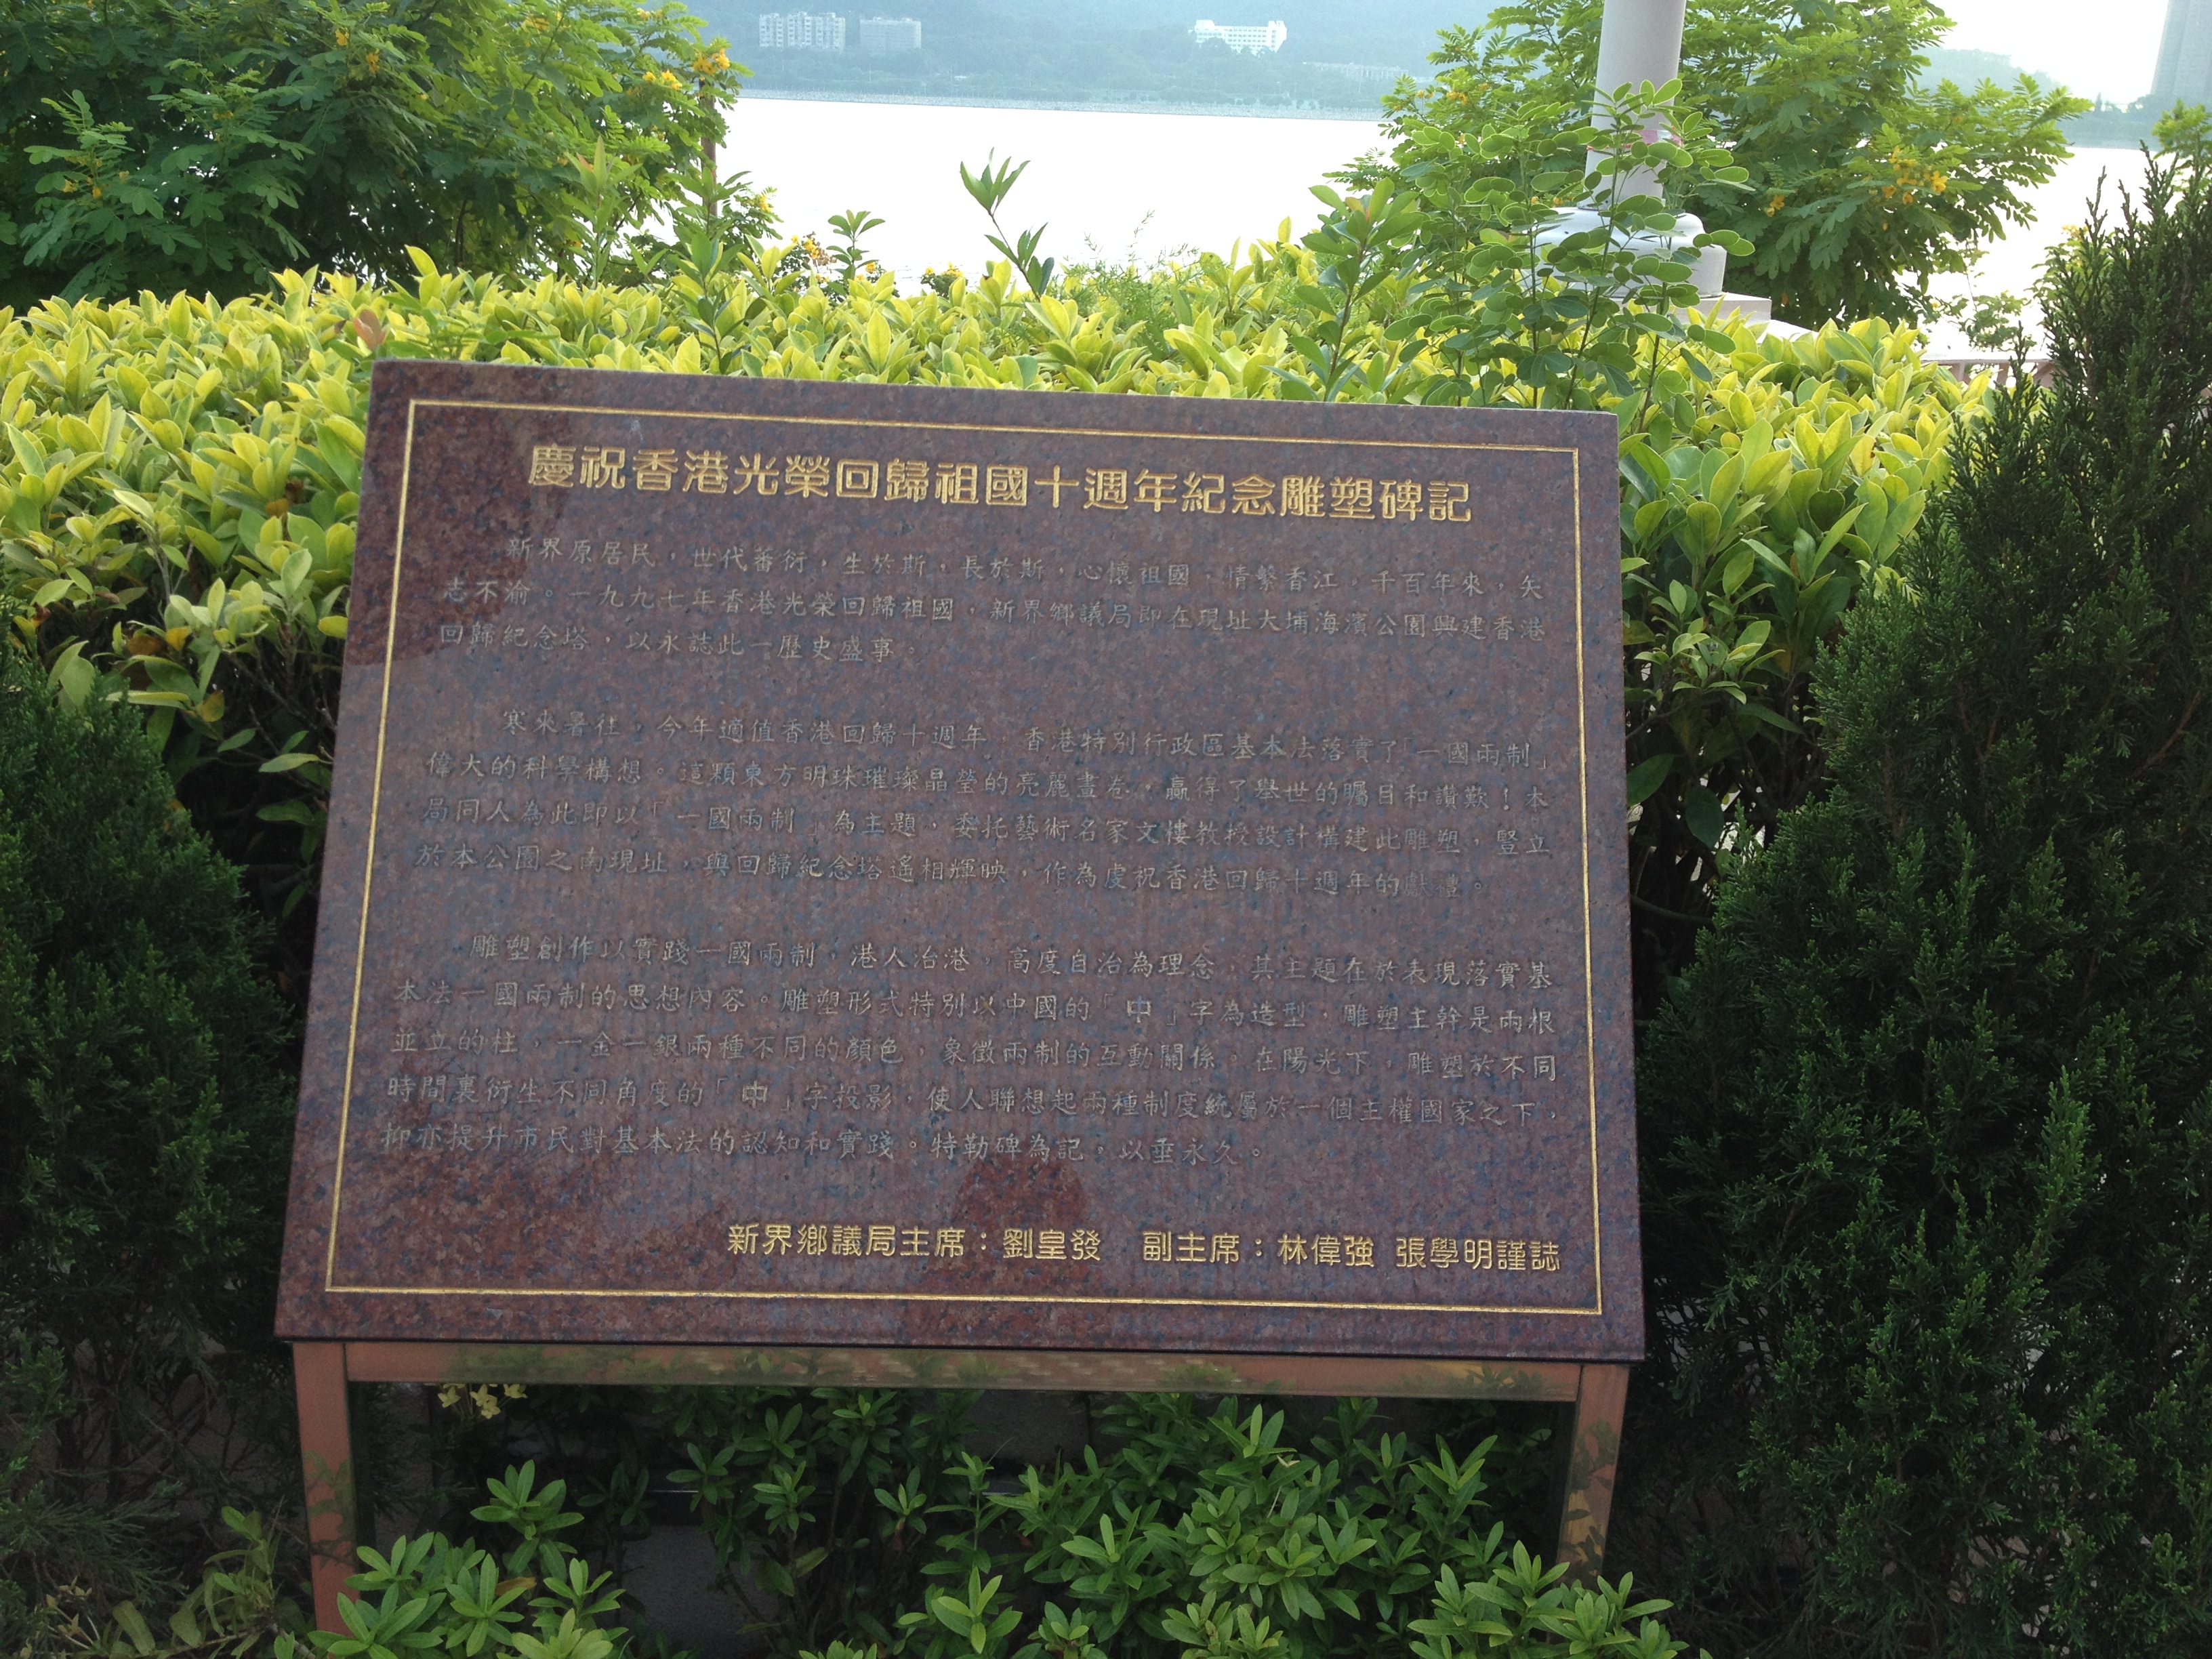 慶祝香港光榮回歸祖國十週年紀念雕塑碑記
新界原居民，世代蕃衍，生於斯，長於斯，心懷祖國，情繫香江，千百年來，矢
志不渝。一九九七年香港光榮回歸祖國，新界鄉議局即在現址大埔海濱公園興建香港
回歸紀念塔，以永誌此一歷史盛事。
寒來暑往，今年適值香港回歸十週年，香港特別行政區基本法落實了「一國兩制」
偉大的科學構想。這顆東方明珠璀璨晶瑩的亮麗畫卷，贏得了舉世的矚目和讚歎！本
局同人為此即以「一國兩制」為主題，委托藝術名家文樓教授設計構建此雕塑，豎立
於本公園之南現址，與回歸紀念塔遙相輝映，作為虔祝香港回歸十週年的獻禮。
雕塑創作以實踐一國兩制，港人治港，高度自治為理念，其主題在於表現落實基
本法一國兩制的思想內容。雕塑形式特別以中國的「中」字為造型，雕塑主幹是兩根
並立的柱，一金一銀兩種不同的顏色，象徵兩制的互動關係。在陽光下，雕塑於不同
時間裏衍生不同角度的「中」字投影，使人聯想起兩種制度統屬於一個主權國家之下，
抑亦提升市民對基本法的認知和實踐。特勒碑為記，以垂永久。
新界鄉議局主席：劉皇發　副主席：林偉強 張學明謹誌